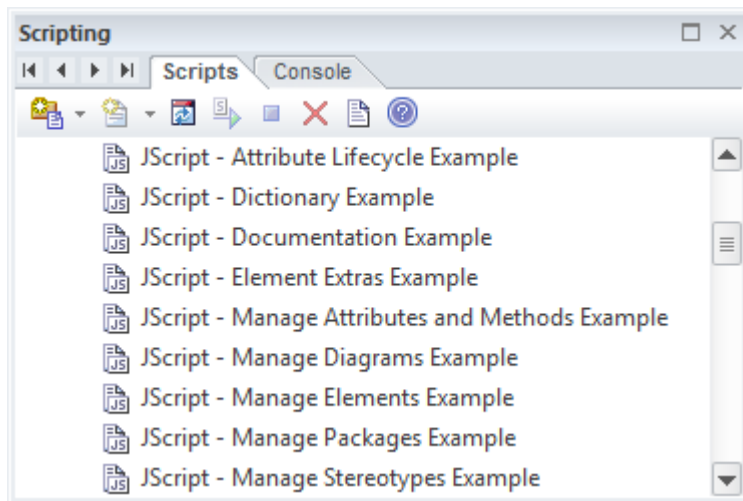 Scripting
Scripts Console
JScript - Attribute Lifecycle Example
JScript - Dictionary Example
JScript - Documentation Example
JScript - Element Extras Example
JScript - Manage Attributes and Methods Example
JScript - Manage Diagrams Example
JScript - Manage Elements Example
JScript - Manage Packages Example
JScript - Manage Stereotypes Example